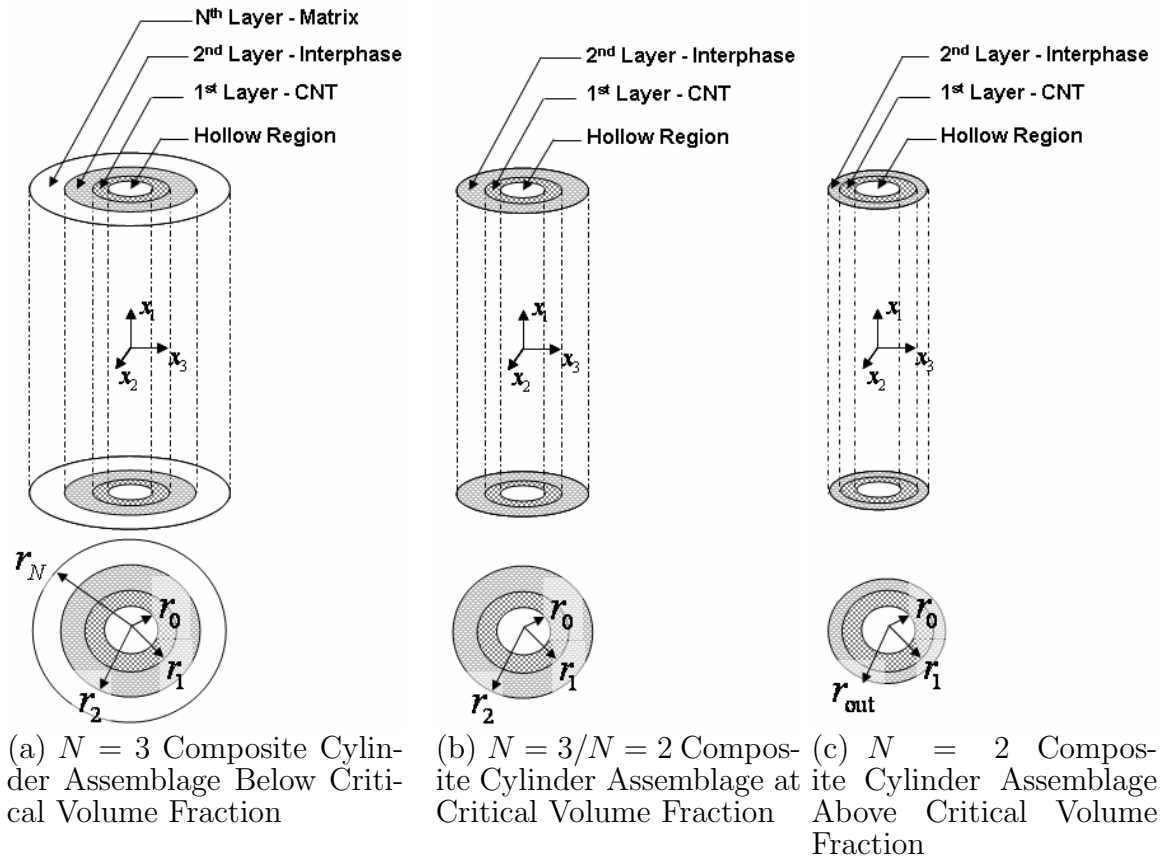 Nth Layer - Matrix
2nd Layer - Interphase
1st Layer - CNT
Hollow Region
x1
x3
x2
rN
r0
r1
r2
(a) N = 3 Composite Cylin-
der Assemblage Below Criti-
cal Volume Fraction
2nd Layer - Interphase
1st Layer - CNT
Hollow Region
x1
x3
x2
r0
r1
r2
(b) N = 3/N = 2 Compos-
ite Cylinder Assemblage at
Critical Volume Fraction
2nd Layer - Interphase
1st Layer - CNT
Hollow Region
x1
x3
x2
r0
r1
rout
(c) N = 2 Compos-
ite Cylinder Assemblage
Above Critical Volume
Fraction